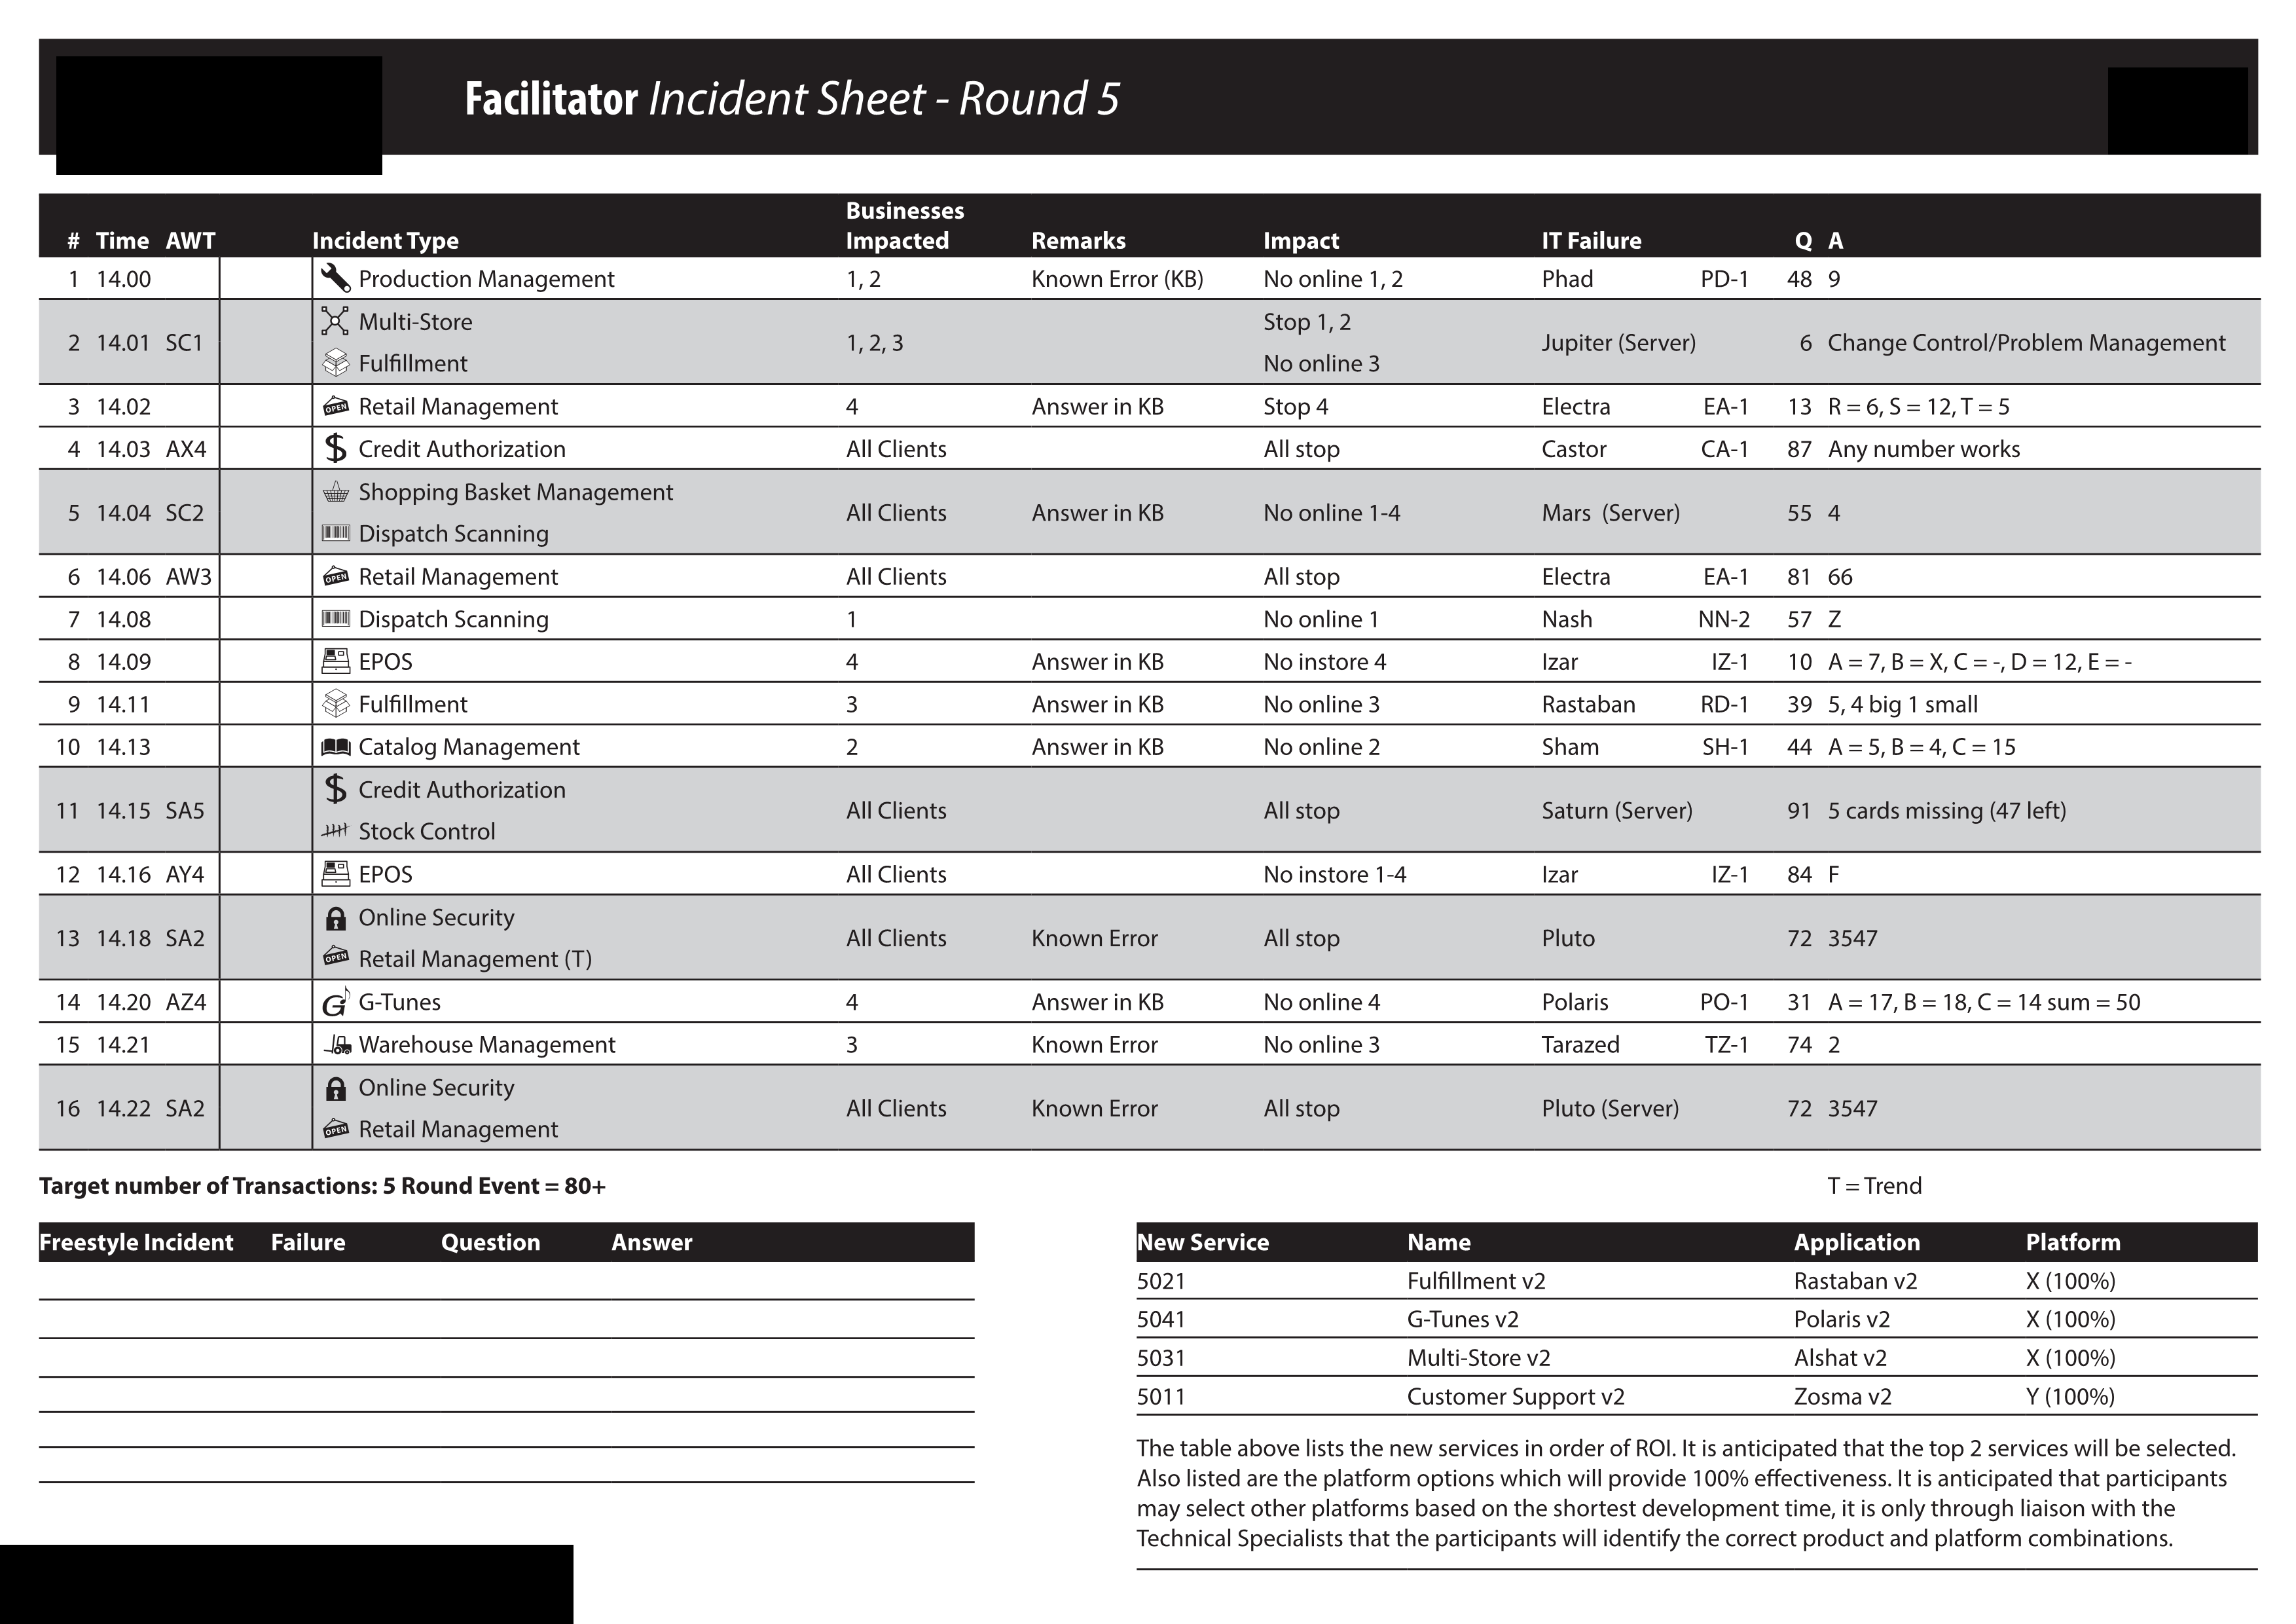 Facilitator Incident Sheet - Round 5
# Time AWT Incident Type Businesses Impacted Remarks Impact IT Failure Q A
1 14.00 Production Management 1, 2 Known Error (KB) No online 1, 2 Phad PD-1 48 9
2 14.01 SC1 Multi-Store Fulfillment 1, 2, 3 Stop 1, 2 No online 3 Jupiter (Server) 6 Change Control/Problem Management
3 14.02 OPEN Retail Management 4 Answer in KB Stop 4 Electra EA-1 13 R = 6, S = 12, T = 5
4 14.03 AX4 $ Credit Authorization All Clients All stop Castor CA-1 87 Any number works
5 14.04 SC2 Shopping Basket Management Dispatch Scanning All Clients Answer in KB No online 1-4 Mars (Server) 55 4
6 14.06 AW3 OPEN Retail Management All Clients All stop Electra EA-1 81 66
7 14.08 Dispatch Scanning 1 No online 1 Nash NN-2 57 Z
8 14.09 EPOS 4 Answer in KB No instore 4 Izar IZ-1 10 A = 7, B = X, C = -, D = 12, E = -
9 14.11 Fulfillment 3 Answer in KB No online 3 Rastaban RD-1 39 5, 4 big 1 small
10 14.13 Catalog Management 2 Answer in KB No online 2 Sham SH-1 44 A = 5, B = 4, C = 15
11 14.15 SA5 $ Credit Authorization Stock Control All Clients All stop Saturn (Server) 91 5 cards missing (47 left)
12 14.16 AY4 EPOS All Clients No instore 1-4 Izar IZ-1 84 F
13 14.18 SA2 Online Security OPEN Retail Management (T) All Clients Known Error All stop Pluto 72 3547
14 14.20 AZ4 G G-Tunes 4 Answer in KB No online 4 Polaris PO-1 31 A = 17, B = 18, C = 14 sum = 50
15 14.21 Warehouse Management 3 Known Error No online 3 Tarazed TZ-1 74 2
16 14.22 SA2 Online Security OPEN Retail Management All Clients Known Error All stop Pluto (Server) 72 3547
Target number of Transactions: 5 Round Event = 80+
T = Trend
Freestyle Incident Failure Question Answer
New Service Name Application Platform
5021 Fulfillment v2 Rastaban v2 X (100%)
5041 G-Tunes v2 Polaris v2 X (100%)
5031 Multi-Store v2 Alshat v2 X (100%)
5011 Customer Support v2 Zosma v2 Y (100%)
The table above lists the new services in order of ROI. It is anticipated that the top 2 services will be selected.
Also listed are the platform options which will provide 100% effectiveness. It is anticipated that participants
may select other platforms based on the shortest development time, it is only through liaison with the
Technical Specialists that the participants will identify the correct product and platform combinations.